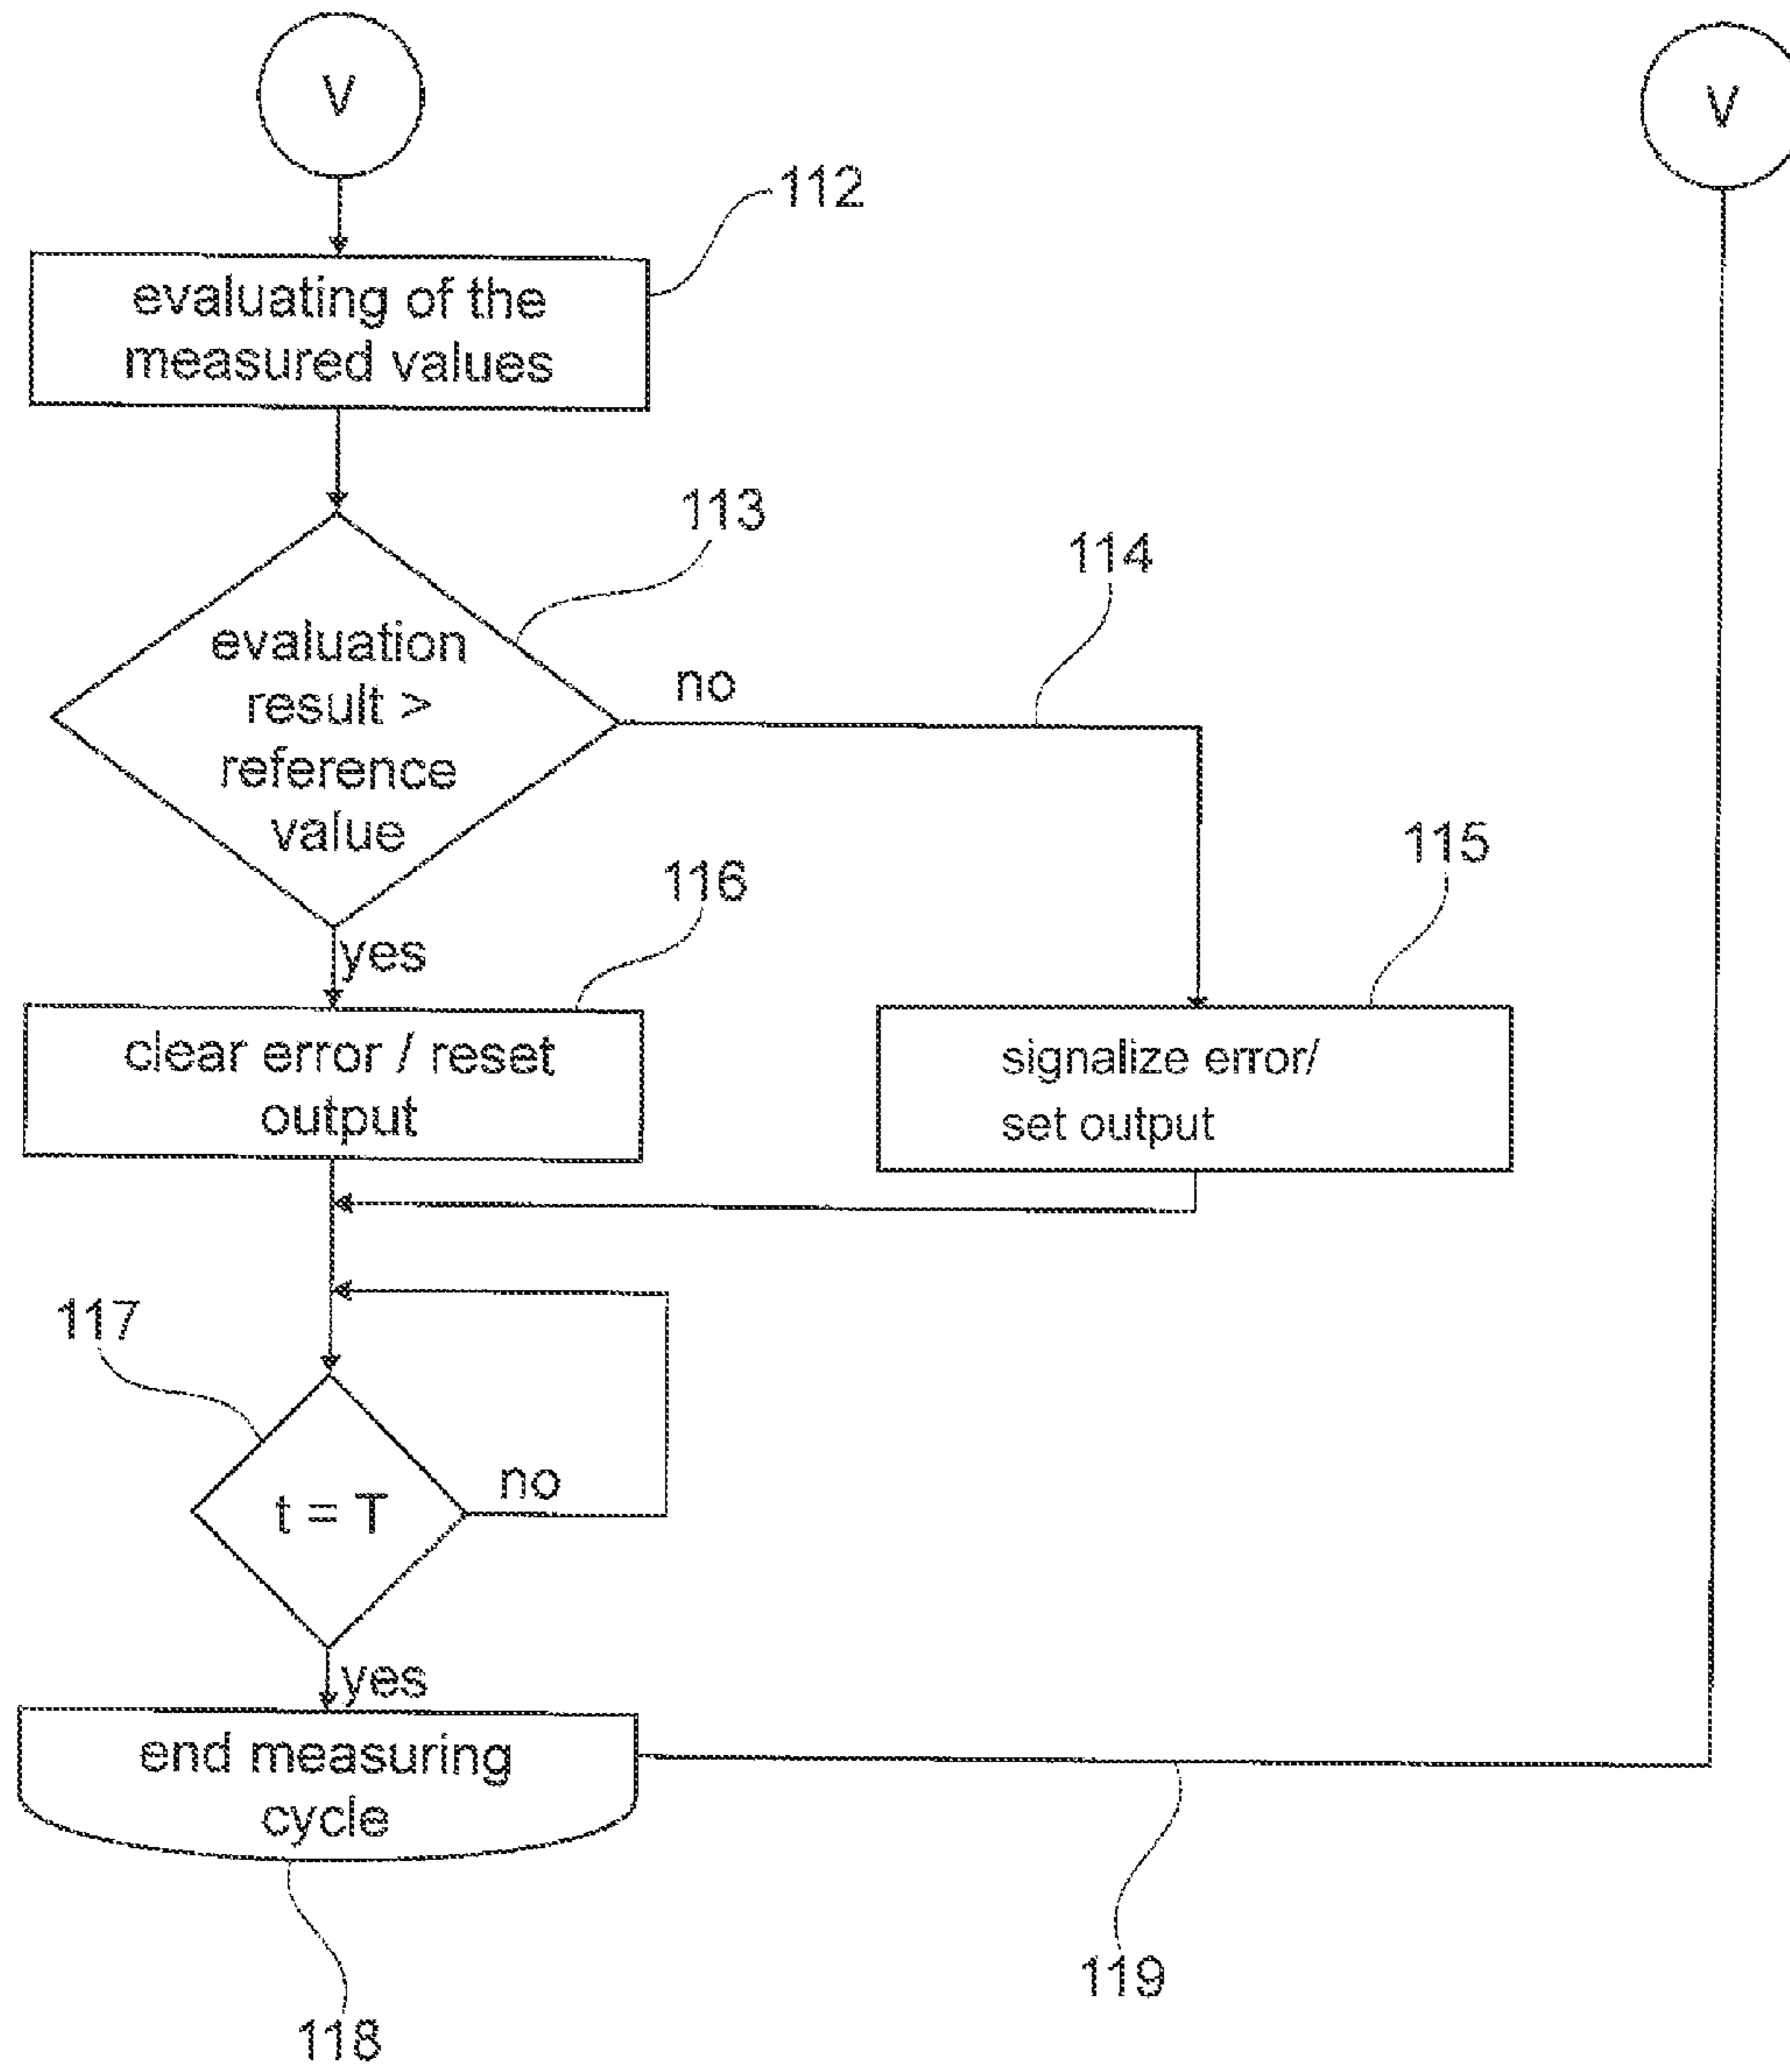 V
V
112
evaluating of the
measured values
113
114
evaluation
result >
reference
value
no
115
116
yes
clear error / reset
output
signalize error/
set output
117
t = T
no
yes
end measuring
cycle
119
118